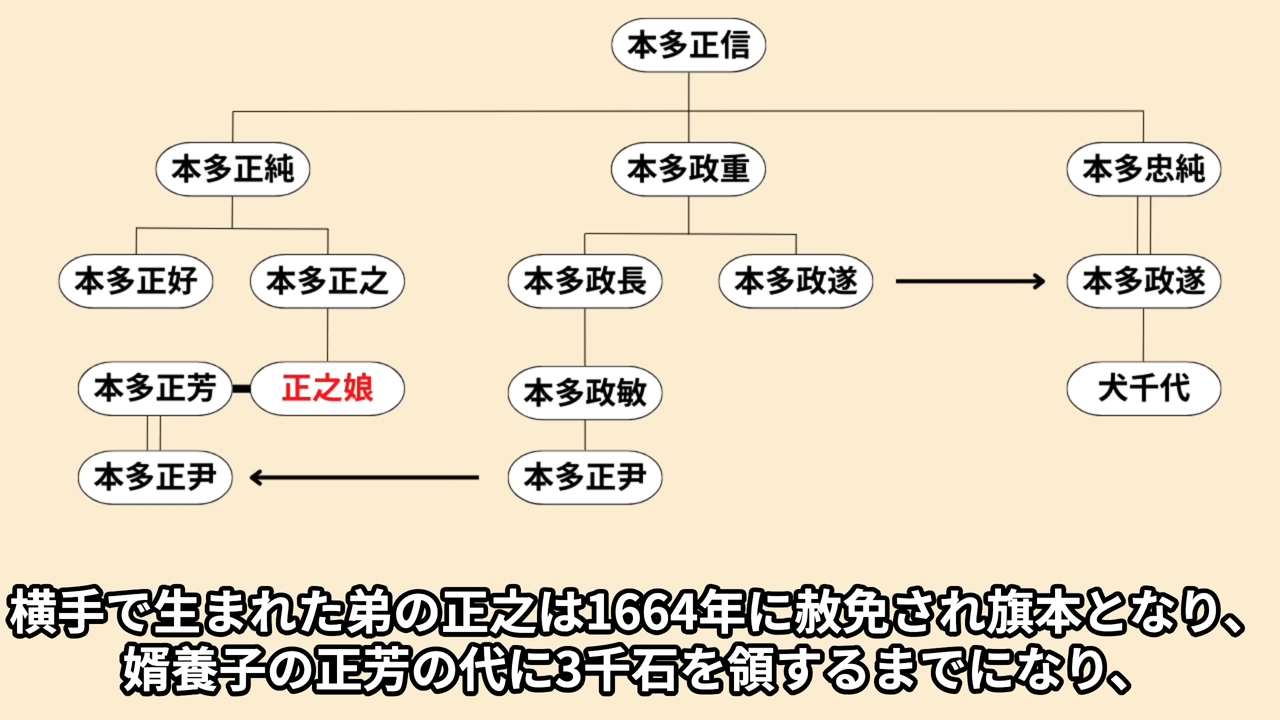 本多正信
本多正純
本多政重
本多忠純
本多正好
本多正之
本多政長
本多政遂
本多政遂
本多正芳
正之娘
本多政敏
犬千代
本多正尹
本多正尹
横手で生まれた弟の正之は1664年に赦免され旗本となり、
婿養子の正芳の代に3千石を領するまでになり、